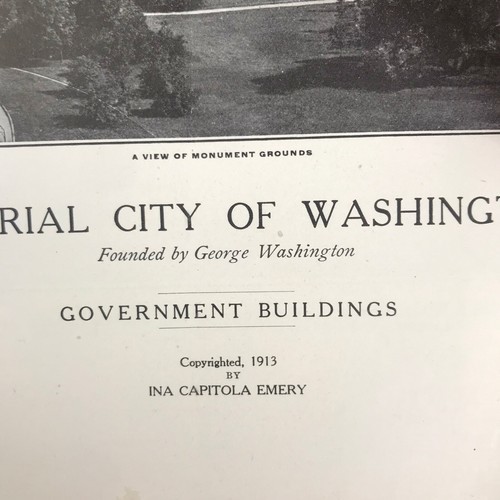 A VIEW OF MONUMENT GROUNDS
RIAL CITY OF WASHINGT
Founded by George Washington
GOVERNMENT BUILDINGS
Copyrighted, 1913
BY
INA CAPITOLA EMERY